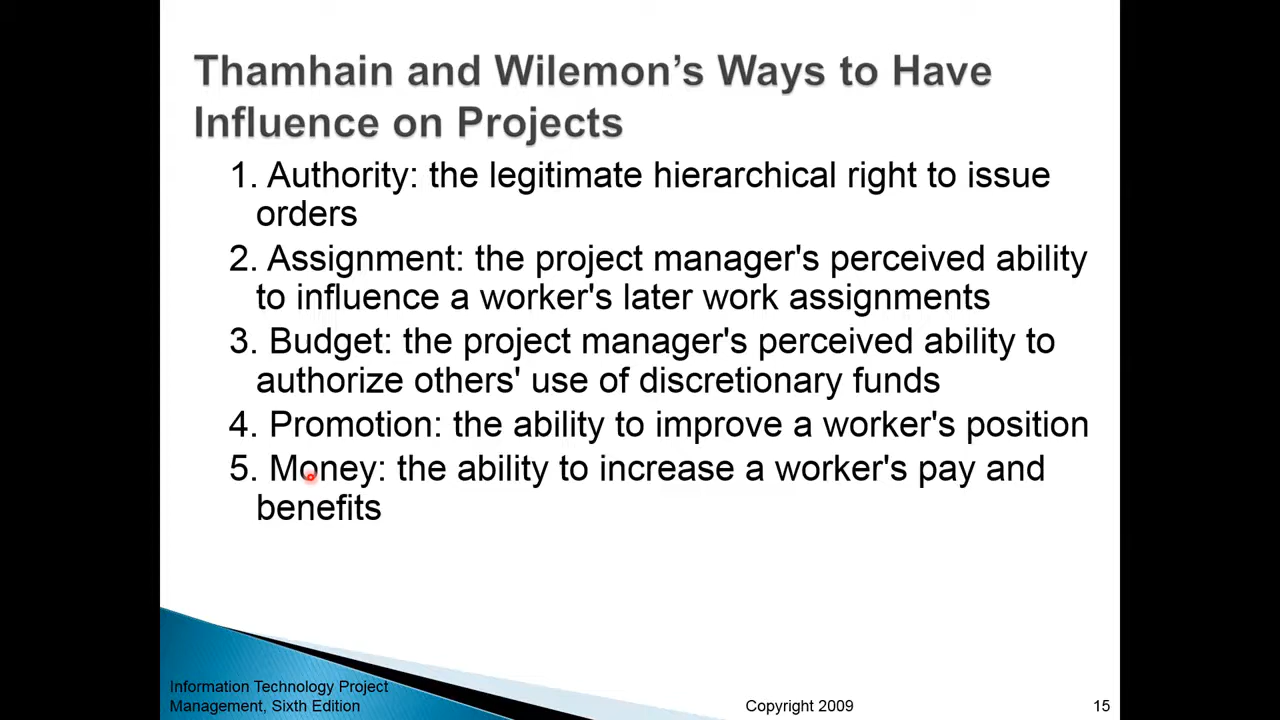 Thamhain and Wilemon’s Ways to Have
Influence on Projects
1. Authority: the legitimate hierarchical right to issue
orders
2. Assignment: the project manager's perceived ability
to influence a worker's later work assignments
3. Budget: the project manager's perceived ability to
authorize others' use of discretionary funds
4. Promotion: the ability to improve a worker's position
5. Money: the ability to increase a worker's pay and
benefits
Information Technology Project
Management, Sixth Edition
Copyright 2009
15